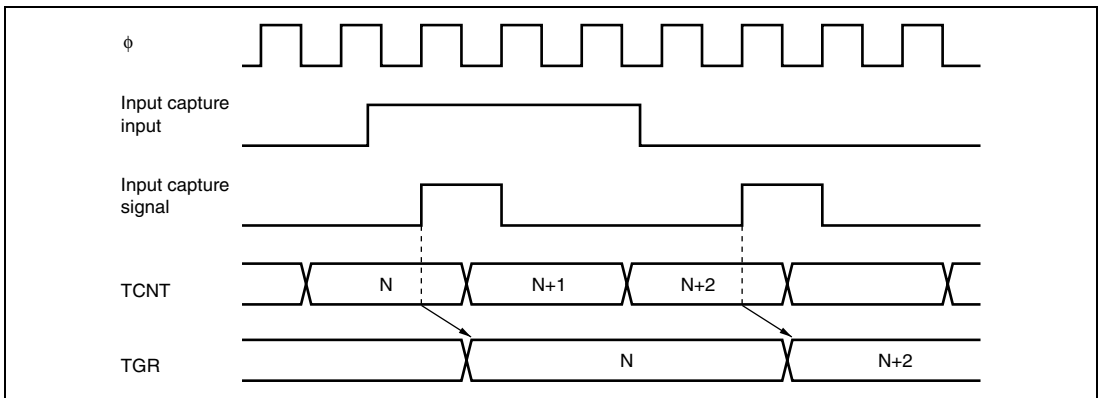 ϕ
Input capture
input
Input capture
signal
TCNT
N
N+1
N+2
TGR
N
N+2